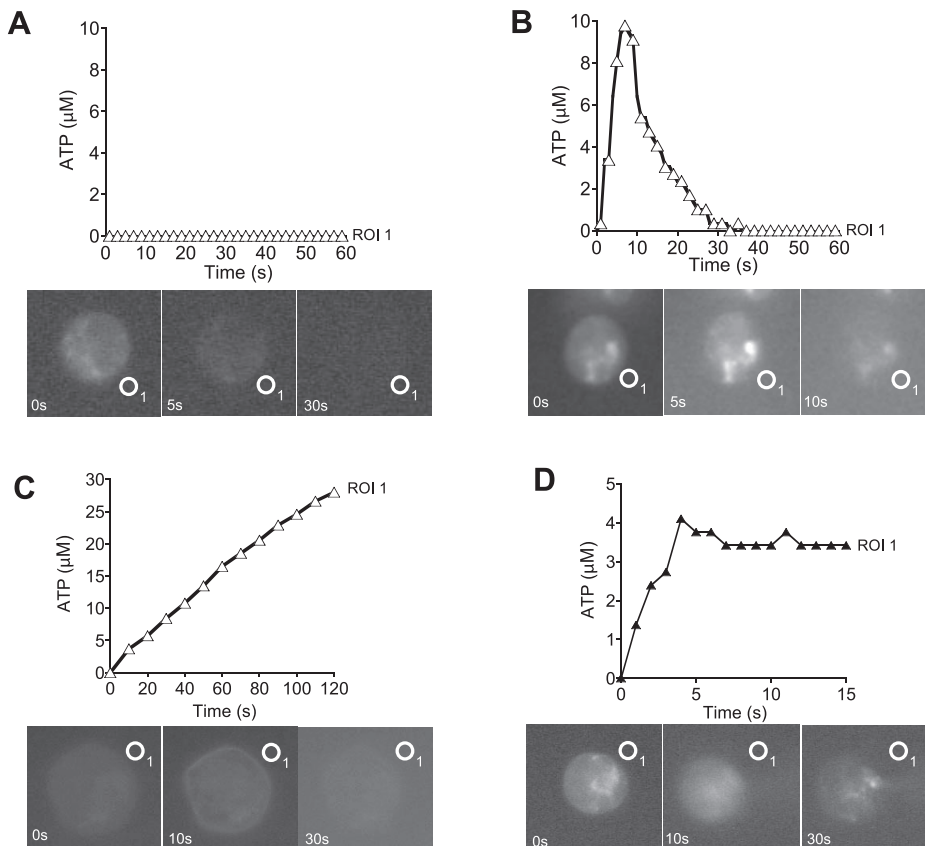 A
ATP (µM)
10
8
6
4
2
0
ROI 1
0 10 20 30 40 50 60
Time (s)
1 1 1
0s 5s 30s
B
ATP (µM)
10
8
6
4
2
0
ROI 1
0 10 20 30 40 50 60
Time (s)
1 1 1
0s 5s 10s
C
ATP (µM)
30
25
20
15
10
5
0
ROI 1
0 20 40 60 80 100 120
Time (s)
1 1 1
0s 10s 30s
D
ATP (µM)
5
4
3
2
1
0
ROI 1
0 5 10 15
Time (s)
1 1 1
0s 10s 30s